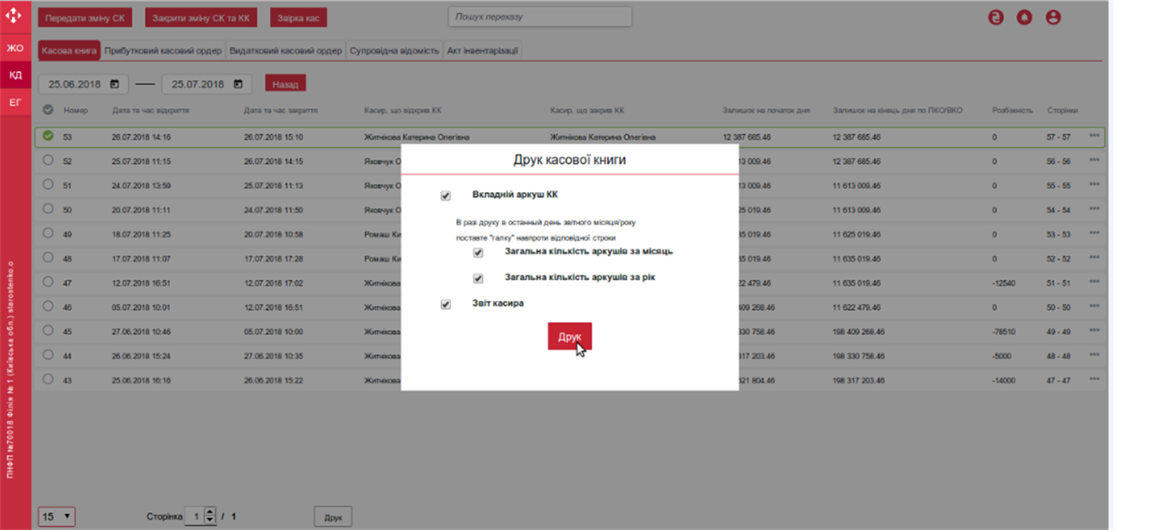 Передати зміну СК Закрити зміну СК та КК Звірка кас Пошук переказу
ЖО
КД
ЕГ
Касова книга Прибутковий касовий ордер Видатковий касовий ордер Супровідна відомість Акт інвентаризації
25.06.2018 — 25.07.2018 Назад
Номер Дата та час відкриття Дата та час закриття Касир, що відкрив КК Касир, що закрив КК Залишок на початок дня Залишок на кінець дня по ПКО/ВКО Розбіжність Сторінки
53 26.07.2018 14:16 26.07.2018 15:10 Житнікова Катерина Олегівна Житнікова Катерина Олегівна 12 387 685.46 12 387 685.46 0 57 - 57
52 25.07.2018 11:15 26.07.2018 14:15 Яковчук О 13 009.46 12 387 685.46 0 56 - 56
51 24.07.2018 13:59 25.07.2018 11:13 Яковчук О 13 009.46 11 613 009.46 0 55 - 55
50 20.07.2018 11:11 24.07.2018 11:50 Яковчук О 25 019.46 11 613 009.46 0 54 - 54
49 18.07.2018 11:25 20.07.2018 10:58 Ромаш Ки 35 019.46 11 625 019.46 0 53 - 53
48 17.07.2018 11:07 17.07.2018 17:28 Ромаш Ки 35 019.46 11 635 019.46 0 52 - 52
47 12.07.2018 16:51 12.07.2018 17:02 Житнікова 22 479.46 11 635 019.46 -12540 51 - 51
46 05.07.2018 10:01 12.07.2018 16:51 Житнікова 409 268.46 11 622 479.46 0 50 - 50
45 27.06.2018 10:46 05.07.2018 10:00 Житнікова 330 758.46 198 409 268.46 -78510 49 - 49
44 26.06.2018 15:24 27.06.2018 10:35 Житнікова 317 203.46 198 330 758.46 -5000 48 - 48
43 25.06.2018 16:16 26.06.2018 15:22 Житнікова 321 804.46 198 317 203.46 -14000 47 - 47
Друк касової книги
Вкладній аркуш КК
В разі друку в останный день звітного місяця/року
поставте "галку" навпроти відповідної строки
Загальна кількість аркушів за місяць
Загальна кількість аркушів за рік
Звіт касира
Друк
ПНФП №70018 Філія № 1 (Київська обл.) starostenko.o
15 Сторінка 1 / 1 Друк